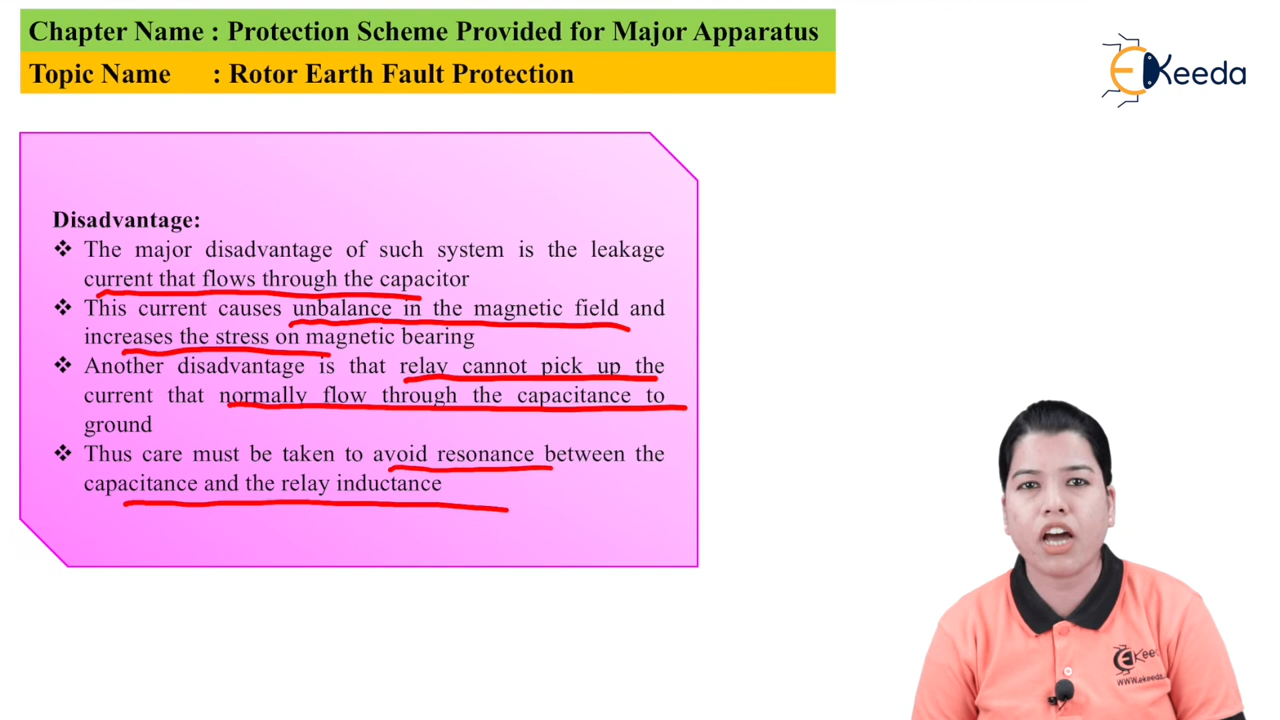 Chapter Name : Protection Scheme Provided for Major Apparatus
Topic Name : Rotor Earth Fault Protection
EKeeda
Disadvantage:
❖ The major disadvantage of such system is the leakage
current that flows through the capacitor
❖ This current causes unbalance in the magnetic field and
increases the stress on magnetic bearing
❖ Another disadvantage is that relay cannot pick up the
current that normally flow through the capacitance to
ground
❖ Thus care must be taken to avoid resonance between the
capacitance and the relay inductance